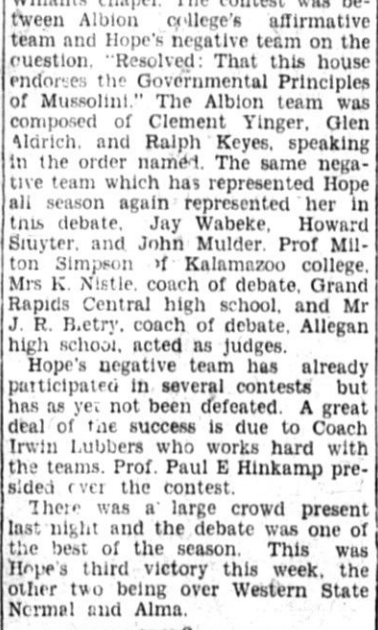 Winants chapel. The contest was be-
tween Albion college's affirmative
team and Hope's negative team on the
question, "Resolved: That this house
endorses the Governmental Principles
of Mussolini." The Albion team was
composed of Clement Yinger, Glen
Aldrich, and Ralph Keyes, speaking
in the order named. The same nega-
tive team which has represented Hope
all season again represented her in
this debate, Jay Wabeke, Howard
Sluyter, and John Mulder. Prof Mil-
ton Simpson of Kalamazoo college,
Mrs K. Nistle, coach of debate, Grand
Rapids Central high school, and Mr
J. R. Bietry, coach of debate, Allegan
high school, acted as judges.
Hope's negative team has already
participated in several contests but
has as yet not been defeated. A great
deal of the success is due to Coach
Irwin Lubbers who works hard with
the teams. Prof. Paul E Hinkamp pre-
sided over the contest.
There was a large crowd present
last night and the debate was one of
the best of the season. This was
Hope's third victory this week, the
other two being over Western State
Normal and Alma.